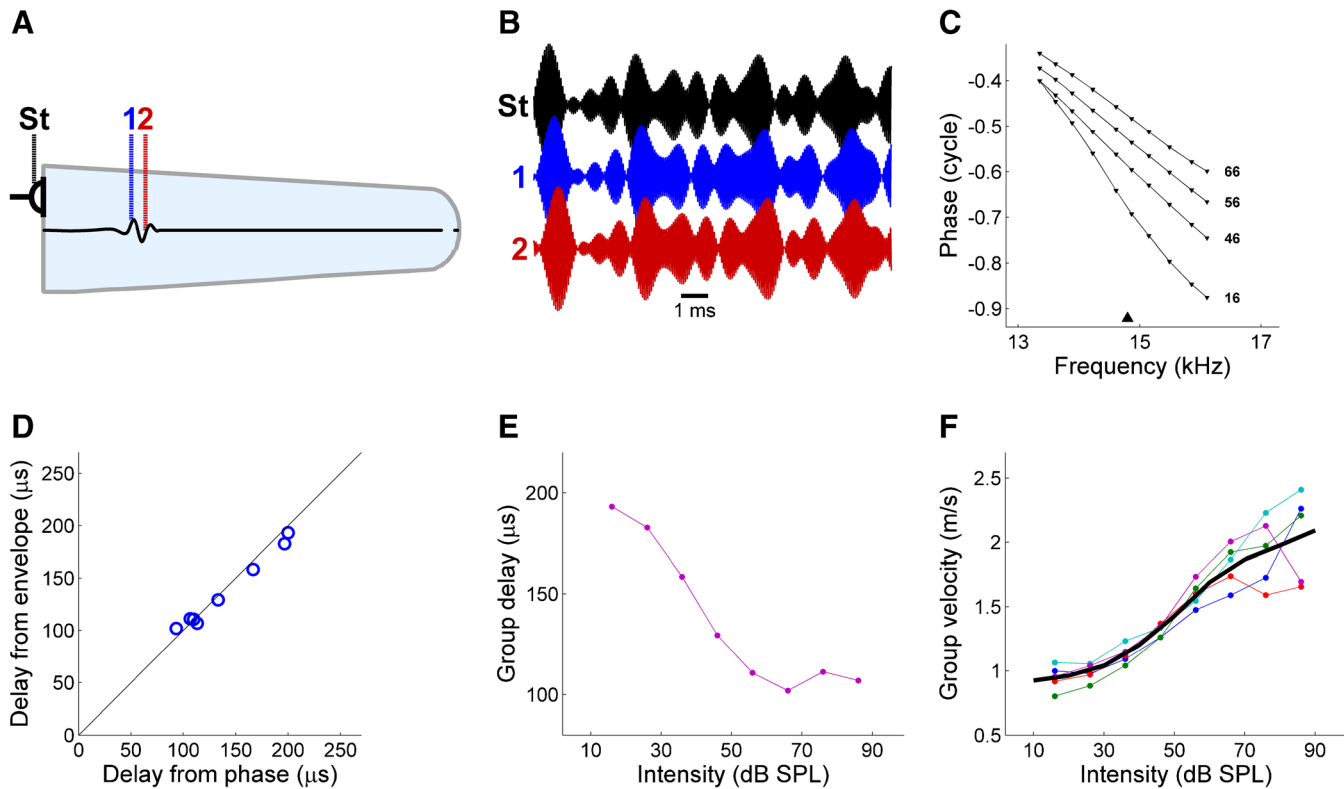 A
St
1 2
B
St
1
2
1 ms
C
Phase (cycle)
-0.4
-0.5
-0.6
-0.7
-0.8
-0.9
66
56
46
16
13
15
17
Frequency (kHz)
D
Delay from envelope (μs)
250
200
150
100
50
0
0
50
100
150
200
250
Delay from phase (μs)
E
Group delay (μs)
200
150
100
10
30
50
70
90
Intensity (dB SPL)
F
Group velocity (m/s)
2.5
2
1.5
1
0.5
10
30
50
70
90
Intensity (dB SPL)